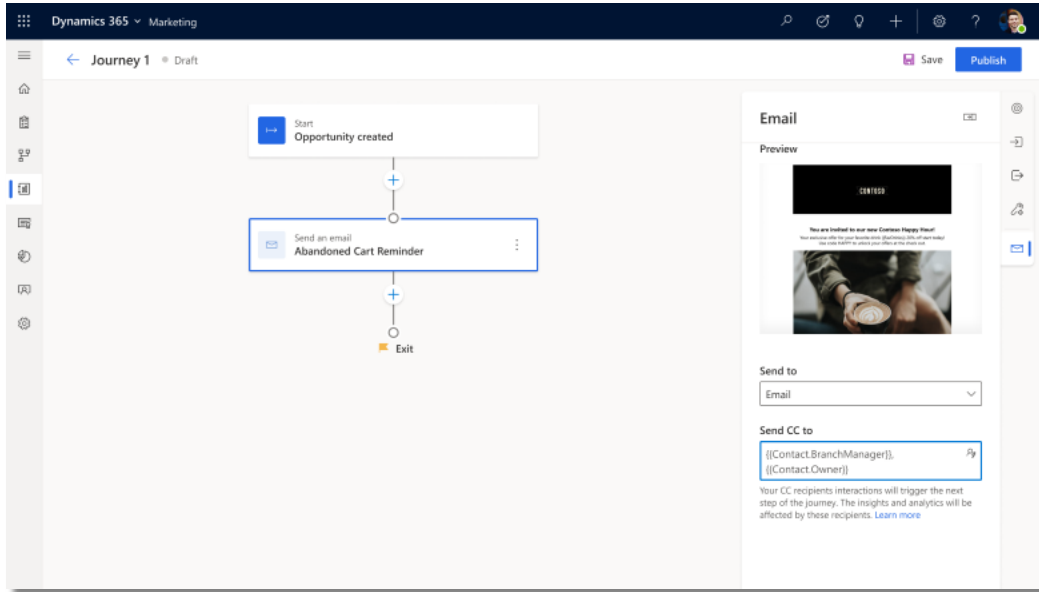 Dynamics 365 Marketing
Journey 1 Draft
Save
Publish
Start
Opportunity created
Send an email
Abandoned Cart Reminder
Exit
Email
Preview
CONTOSO
You are invited to our new Contoso Happy Hour!
Send to
Email
Send CC to
{{Contact.BranchManager}},
{{Contact.Owner}}
Your CC recipients interactions will trigger the next
step of the journey. The insights and analytics will be
affected by these recipients. Learn more